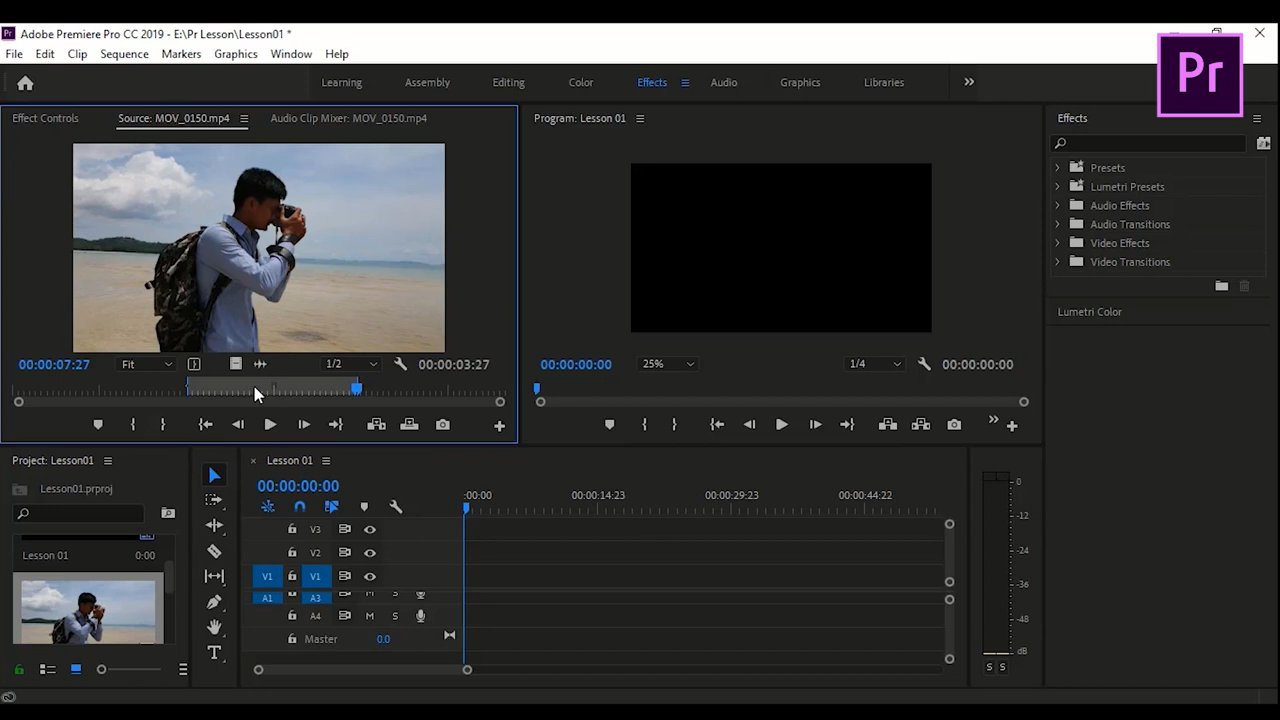 Adobe Premiere Pro CC 2019 - E:\Pr Lesson\Lesson01 *
Pr
File Edit Clip Sequence Markers Graphics Window Help
Learning Assembly Editing Color Effects Audio Graphics Libraries
Effect Controls Source: MOV_0150.mp4 Audio Clip Mixer: MOV_0150.mp4
Program: Lesson 01
Effects
Presets
Lumetri Presets
Audio Effects
Audio Transitions
Video Effects
Video Transitions
Lumetri Color
00:00:07:27 Fit 1/2 00:00:03:27
00:00:00:00 25% 1/4 00:00:00:00
Project: Lesson01
Lesson01.prproj
Lesson 01 0:00
Lesson 01
00:00:00:00
:00:00 00:00:14:23 00:00:29:23 00:00:44:22
V3
V2
V1 V1
A1 A3 M S
A4 M S
Master 0.0
0
-12
-24
-36
-48
dB
S S
T